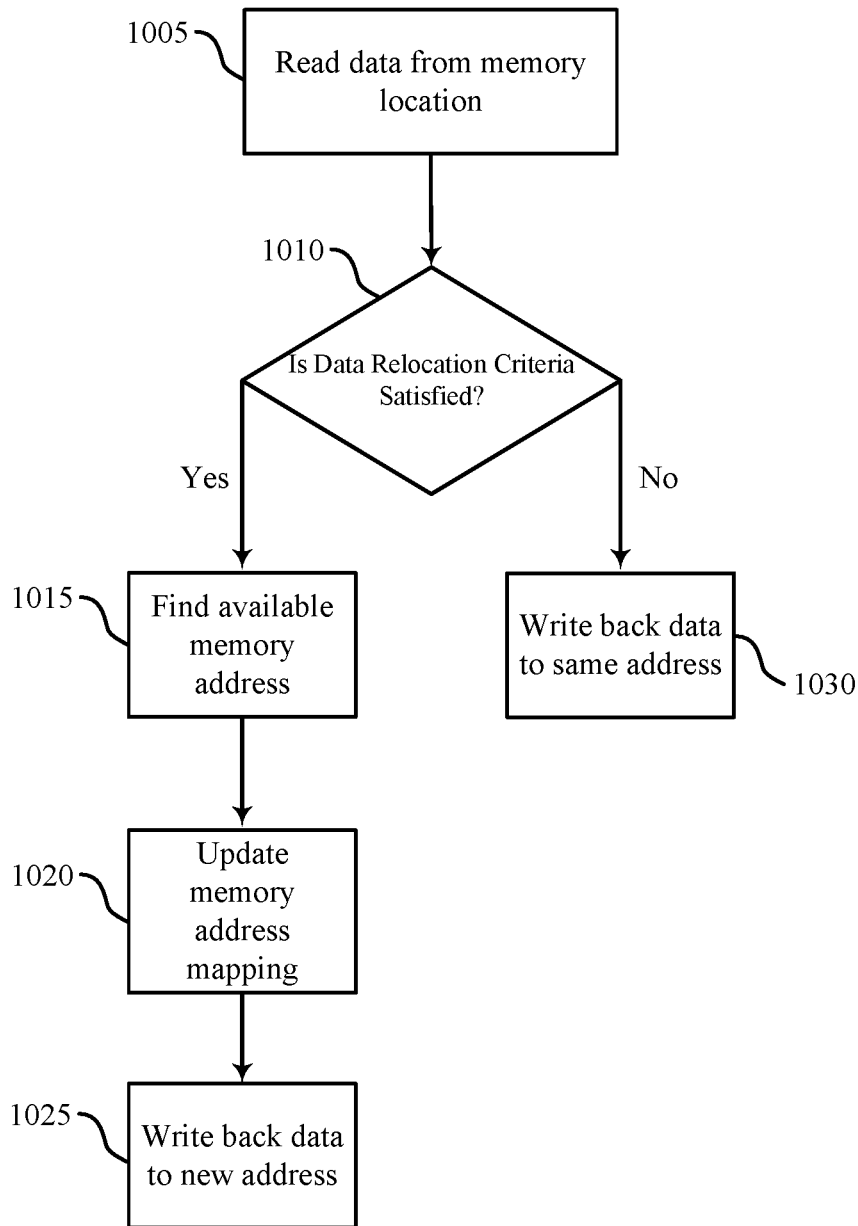 1005
Read data from memory
location
1010
Is Data Relocation Criteria
Satisfied?
Yes
No
1015
Find available
memory
address
Write back data
to same address
1030
1020
Update
memory
address
mapping
1025
Write back data
to new address